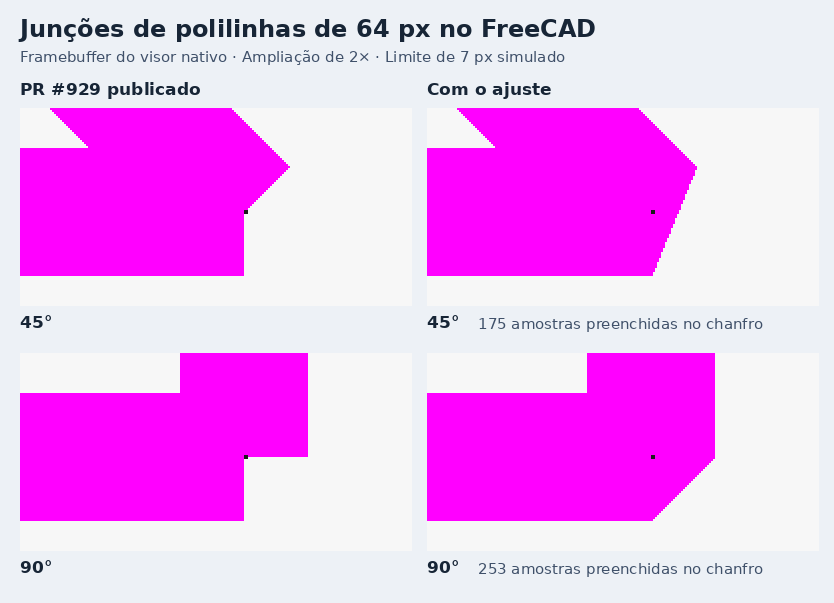 Junções de polilinhas de 64 px no FreeCAD
Framebuffer do visor nativo · Ampliação de 2× · Limite de 7 px simulado
PR #929 publicado
Com o ajuste
45°
45° 175 amostras preenchidas no chanfro
90°
90° 253 amostras preenchidas no chanfro